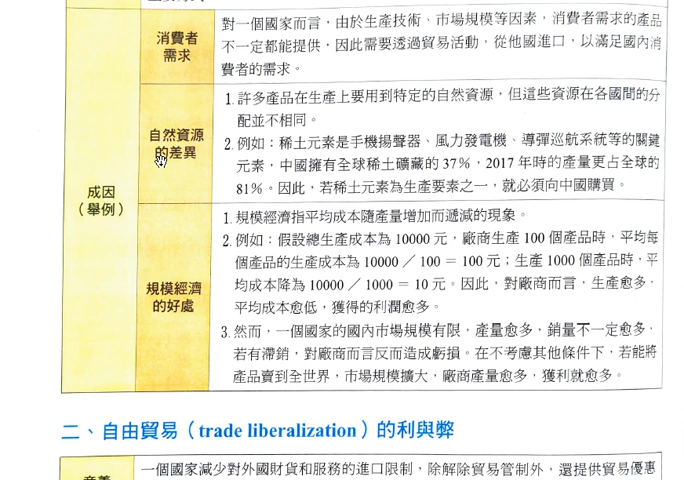 消費者
需求
對一個國家而言，由於生產技術、市場規模等因素，消費者需求的產品
不一定都能提供，因此需要透過貿易活動，從他國進口，以滿足國內消
費者的需求。
成因
（舉例）
自然資源
的差異
1. 許多產品在生產上要用到特定的自然資源，但這些資源在各國間的分
配並不相同。
2. 例如：稀土元素是手機揚聲器、風力發電機、導彈巡航系統等的關鍵
元素，中國擁有全球稀土礦藏的 37%，2017 年時的產量更占全球的
81%。因此，若稀土元素為生產要素之一，就必須向中國購買。
規模經濟
的好處
1. 規模經濟指平均成本隨產量增加而遞減的現象。
2. 例如：假設總生產成本為 10000 元，廠商生產 100 個產品時，平均每
個產品的生產成本為 10000／100＝100 元；生產 1000 個產品時，平
均成本降為 10000／1000＝10 元。因此，對廠商而言，生產愈多，
平均成本愈低，獲得的利潤愈多。
3. 然而，一個國家的國內市場規模有限，產量愈多，銷量不一定愈多，
若有滯銷，對廠商而言反而造成虧損。在不考慮其他條件下，若能將
產品賣到全世界，市場規模擴大，廠商產量愈多，獲利就愈多。
二、自由貿易（trade liberalization）的利與弊
意義
一個國家減少對外國財貨和服務的進口限制，除解除貿易管制外，還提供貿易優惠